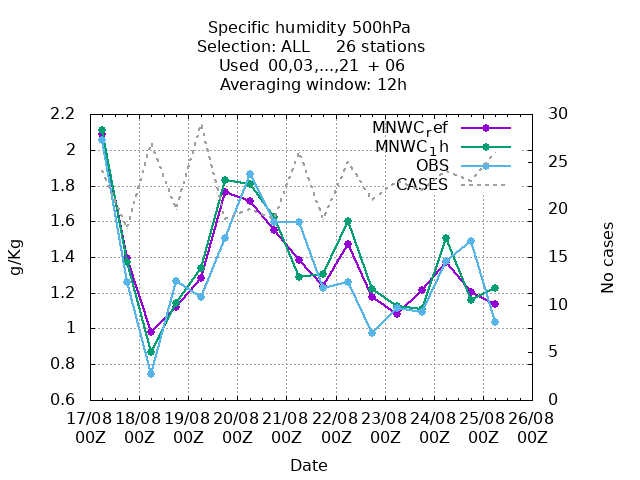 Specific humidity 500hPa
Selection: ALL 26 stations
Used 00,03,...,21 + 06
Averaging window: 12h
MNWCref
MNWC1h
OBS
CASES
g/Kg
No cases
2.2
2
1.8
1.6
1.4
1.2
1
0.8
0.6
30
25
20
15
10
5
0
17/08 18/08 19/08 20/08 21/08 22/08 23/08 24/08 25/08 26/08
00Z 00Z 00Z 00Z 00Z 00Z 00Z 00Z 00Z 00Z
Date